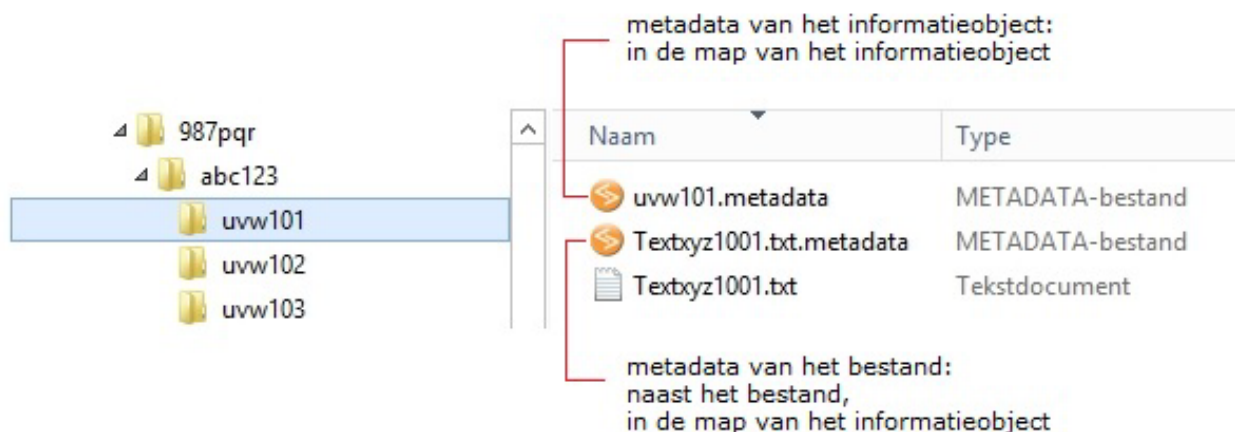 metadata van het informatieobject:
in de map van het informatieobject
987pqr
abc123
uvw101
uvw102
uvw103
Naam Type
uvw101.metadata METADATA-bestand
Textxyz1001.txt.metadata METADATA-bestand
Textxyz1001.txt Tekstdocument
metadata van het bestand:
naast het bestand,
in de map van het informatieobject